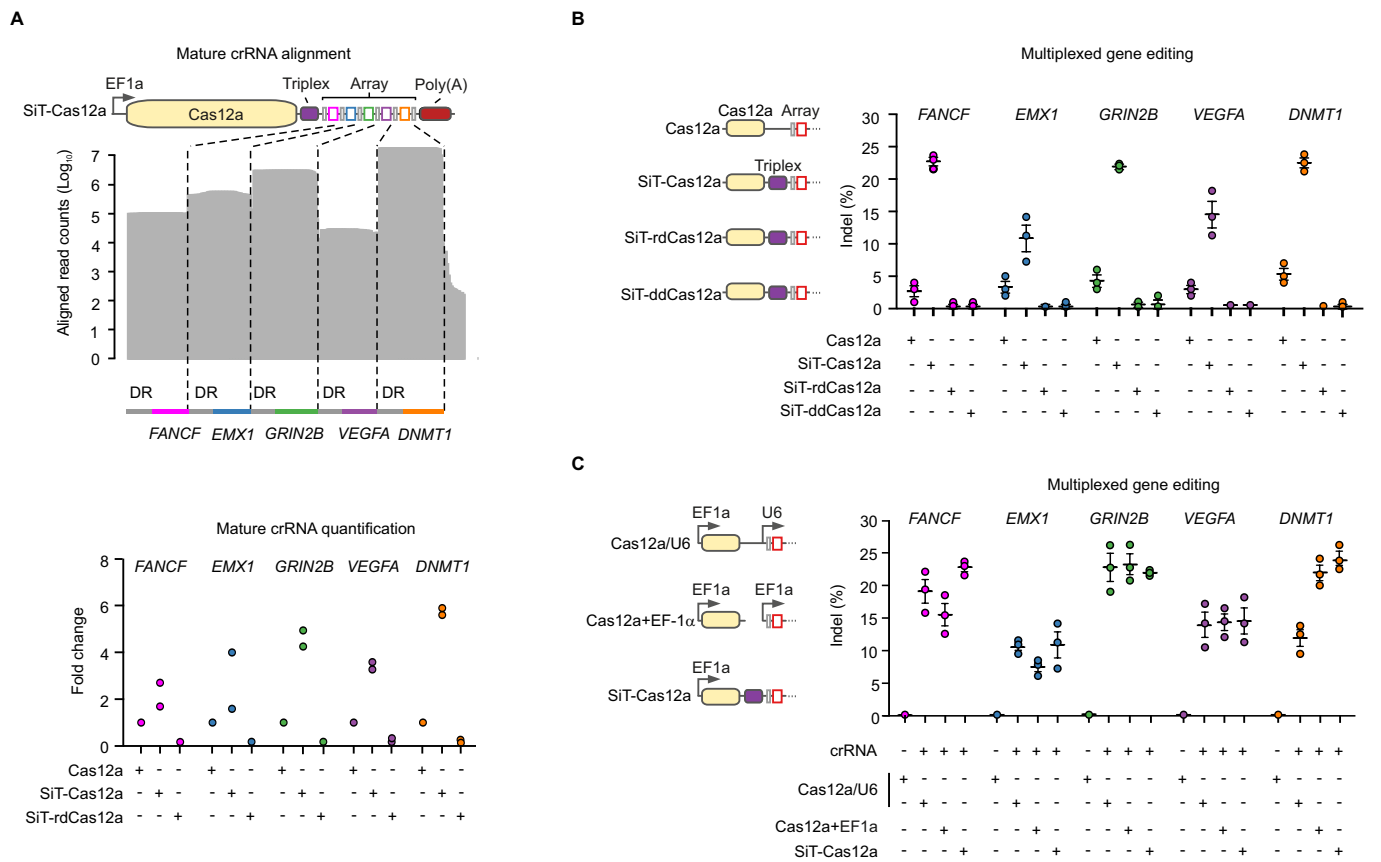 A
Mature crRNA alignment
EF1a
Triplex
Array
Poly(A)
SiT-Cas12a
Cas12a
Aligned read counts (Log10)
7
6
5
4
3
2
1
0
DR DR DR DR DR
FANCF EMX1 GRIN2B VEGFA DNMT1
Mature crRNA quantification
FANCF EMX1 GRIN2B VEGFA DNMT1
Fold change
8
6
4
2
0
Cas12a + - - + - - + - - + - - + - -
SiT-Cas12a - + - - + - - + - - + - - + -
SiT-rdCas12a - - + - - + - - + - - + - - +
B
Multiplexed gene editing
Cas12a Array
Cas12a
Triplex
SiT-Cas12a
SiT-rdCas12a
SiT-ddCas12a
FANCF EMX1 GRIN2B VEGFA DNMT1
Indel (%)
30
25
20
15
10
5
0
Cas12a + - - - + - - - + - - - + - - - + - - -
SiT-Cas12a - + - - - + - - - + - - - + - - - + - -
SiT-rdCas12a - - + - - - + - - - + - - - + - - - + -
SiT-ddCas12a - - - + - - - + - - - + - - - + - - - +
C
Multiplexed gene editing
EF1a U6
Cas12a/U6
EF1a EF1a
Cas12a+EF-1α
EF1a
SiT-Cas12a
FANCF EMX1 GRIN2B VEGFA DNMT1
Indel (%)
30
25
20
15
10
5
0
crRNA - + + + - + + + - + + + - + + + - + + +
Cas12a/U6
+ - - - + - - - + - - - + - - - + - - -
- + - - - + - - - + - - - + - - - + - -
Cas12a+EF1a - - + - - - + - - - + - - - + - - - + -
SiT-Cas12a - - - + - - - + - - - + - - - + - - - +